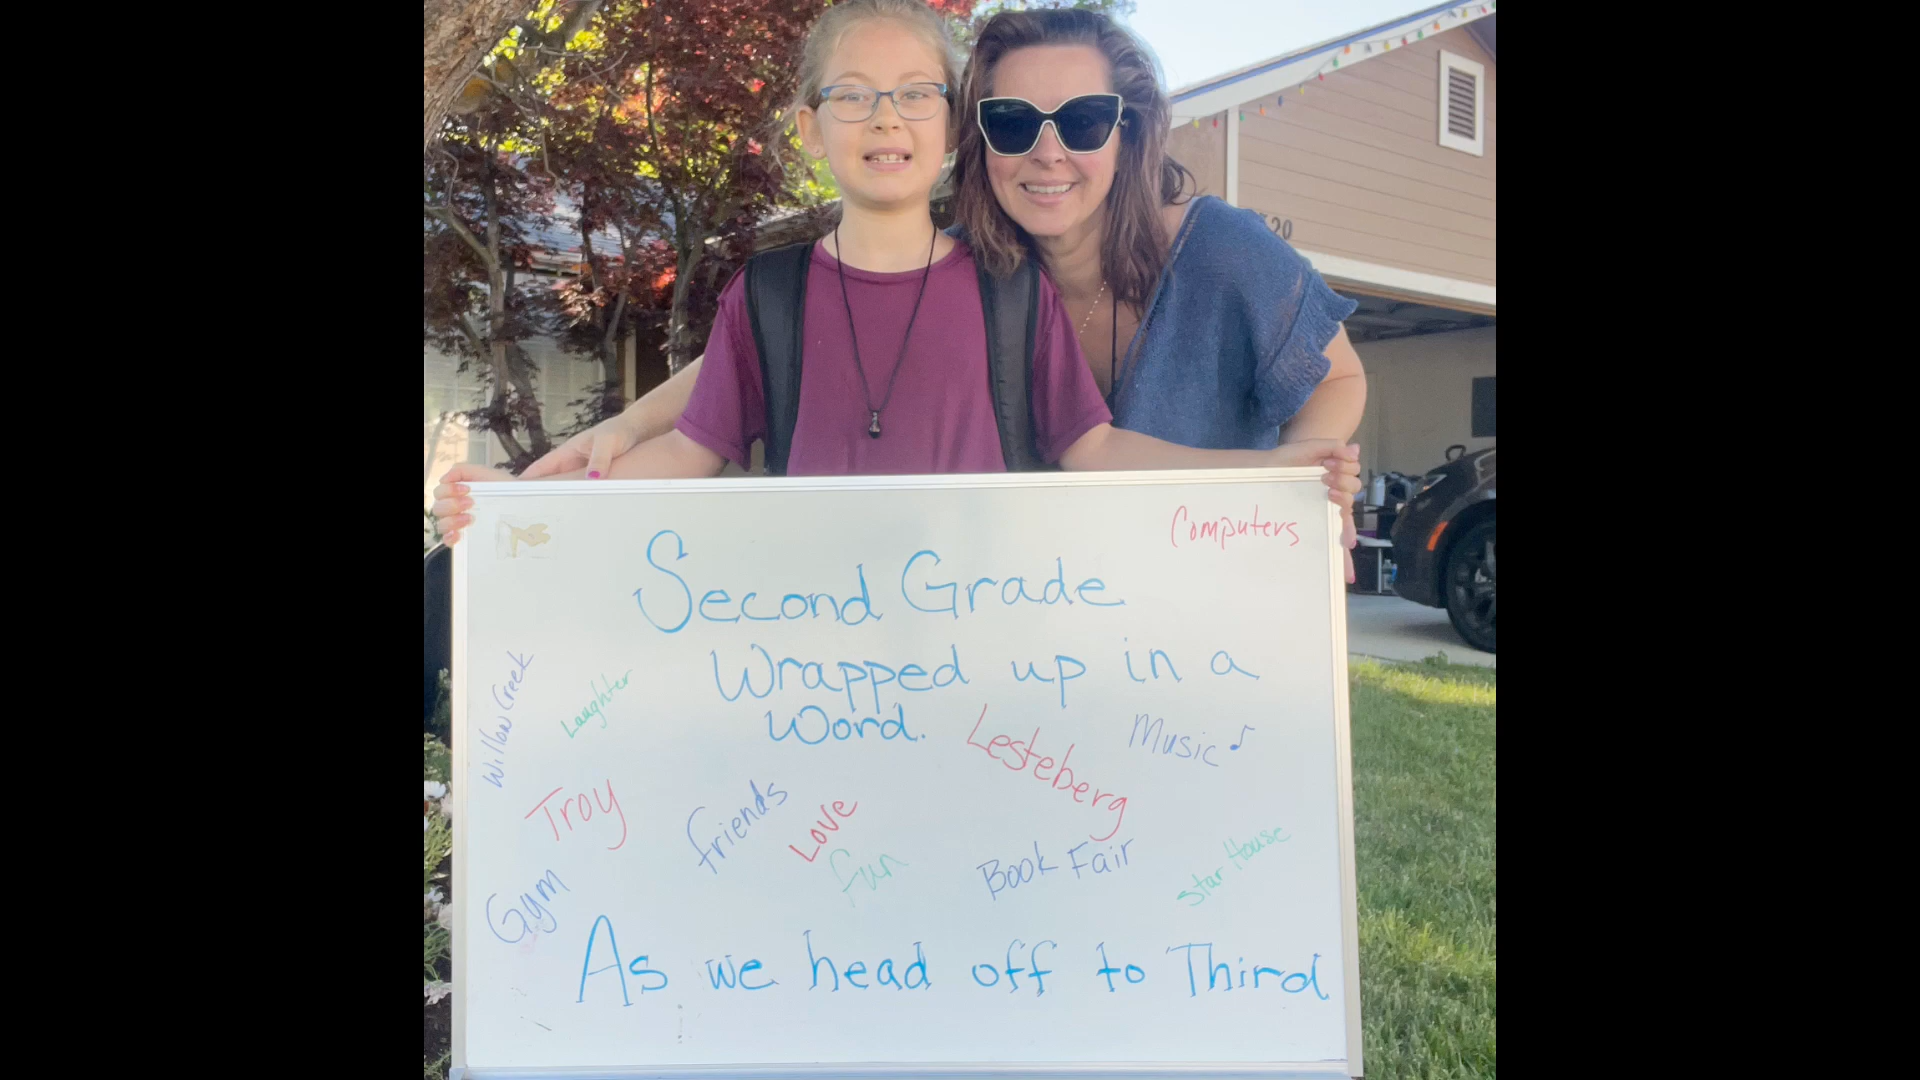 20
Computers
Second Grade
Wrapped up in a
Word.
Willow Creek
Laughter
Lesteberg
Music ♪
Troy
friends
Love
fun
Book Fair
Star House
Gym
As we head off to Third